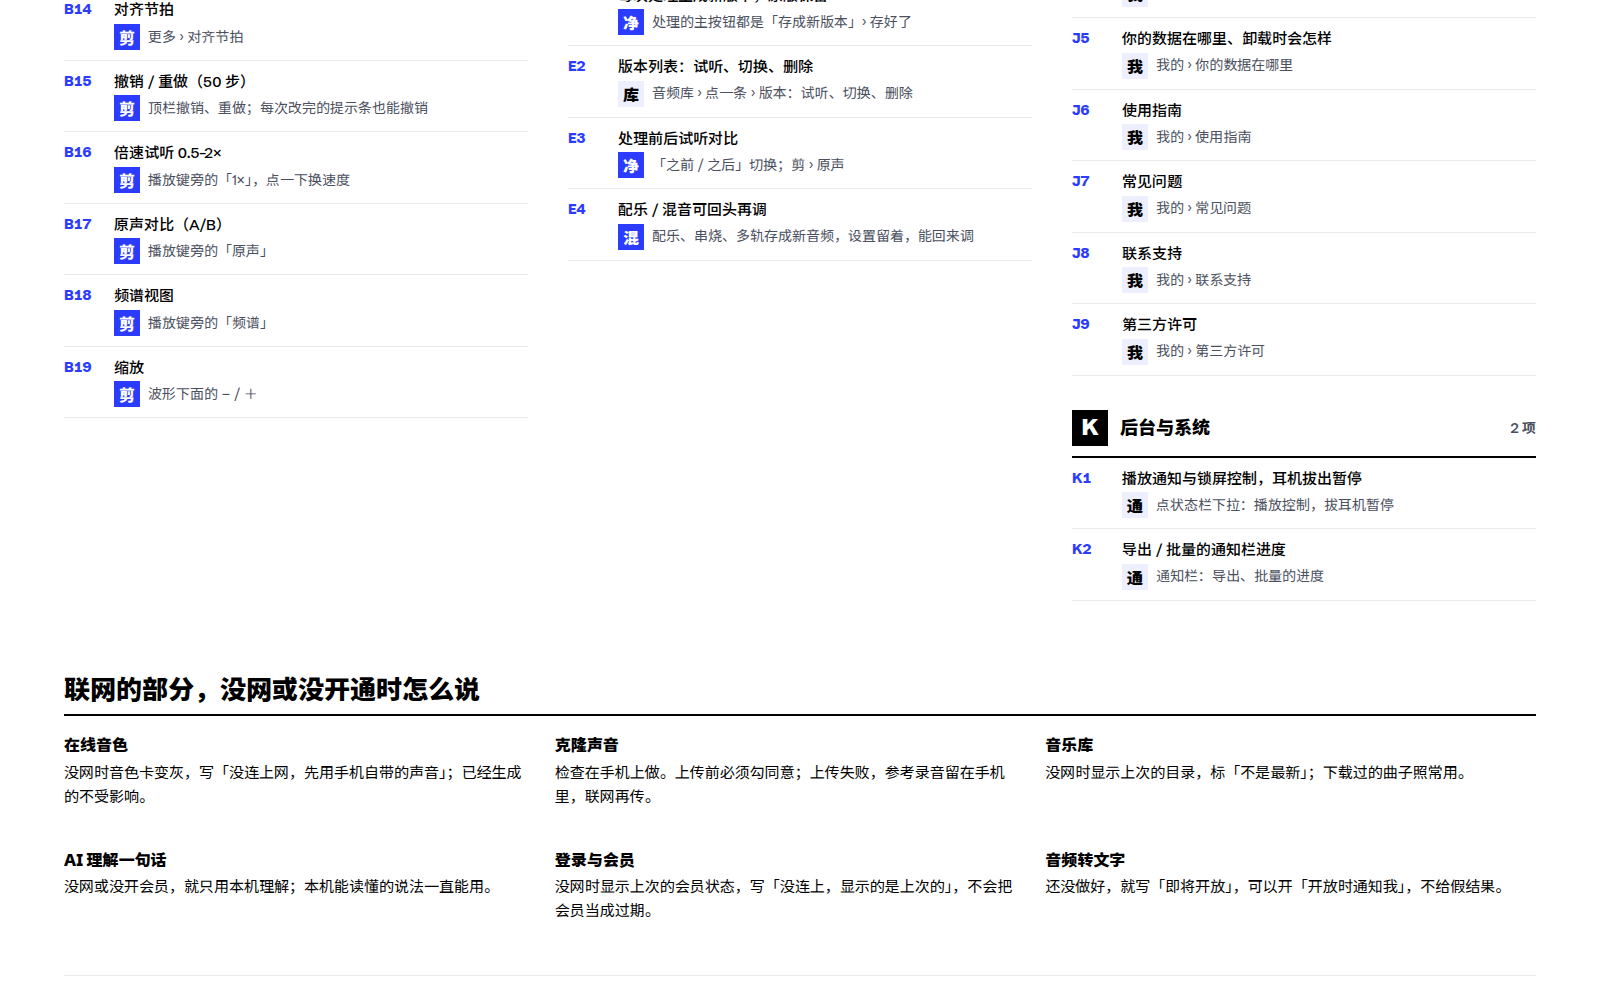 B14 对齐节拍
剪 更多 › 对齐节拍
B15 撤销 / 重做（50 步）
剪 顶栏撤销、重做；每次改完的提示条也能撤销
B16 倍速试听 0.5–2×
剪 播放键旁的「1×」，点一下换速度
B17 原声对比（A/B）
剪 播放键旁的「原声」
B18 频谱视图
剪 播放键旁的「频谱」
B19 缩放
剪 波形下面的 − / ＋
净 处理的主按钮都是「存成新版本」› 存好了
E2 版本列表：试听、切换、删除
库 音频库 › 点一条 › 版本：试听、切换、删除
E3 处理前后试听对比
净 「之前 / 之后」切换；剪 › 原声
E4 配乐 / 混音可回头再调
混 配乐、串烧、多轨存成新音频，设置留着，能回来调
J5 你的数据在哪里、卸载时会怎样
我 我的 › 你的数据在哪里
J6 使用指南
我 我的 › 使用指南
J7 常见问题
我 我的 › 常见问题
J8 联系支持
我 我的 › 联系支持
J9 第三方许可
我 我的 › 第三方许可
K 后台与系统 2 项
K1 播放通知与锁屏控制，耳机拔出暂停
通 点状态栏下拉：播放控制，拔耳机暂停
K2 导出 / 批量的通知栏进度
通 通知栏：导出、批量的进度
联网的部分，没网或没开通时怎么说
在线音色
没网时音色卡变灰，写「没连上网，先用手机自带的声音」；已经生成
的不受影响。
克隆声音
检查在手机上做。上传前必须勾同意；上传失败，参考录音留在手机
里，联网再传。
音乐库
没网时显示上次的目录，标「不是最新」；下载过的曲子照常用。
AI 理解一句话
没网或没开会员，就只用本机理解；本机能读懂的说法一直能用。
登录与会员
没网时显示上次的会员状态，写「没连上，显示的是上次的」，不会把
会员当成过期。
音频转文字
还没做好，就写「即将开放」，可以开「开放时通知我」，不给假结果。